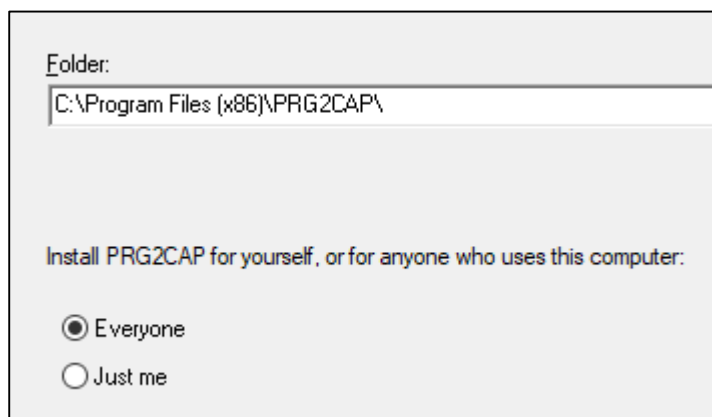 Folder:
C:\Program Files (x86)\PRG2CAP\
Install PRG2CAP for yourself, or for anyone who uses this computer:
Everyone
Just me